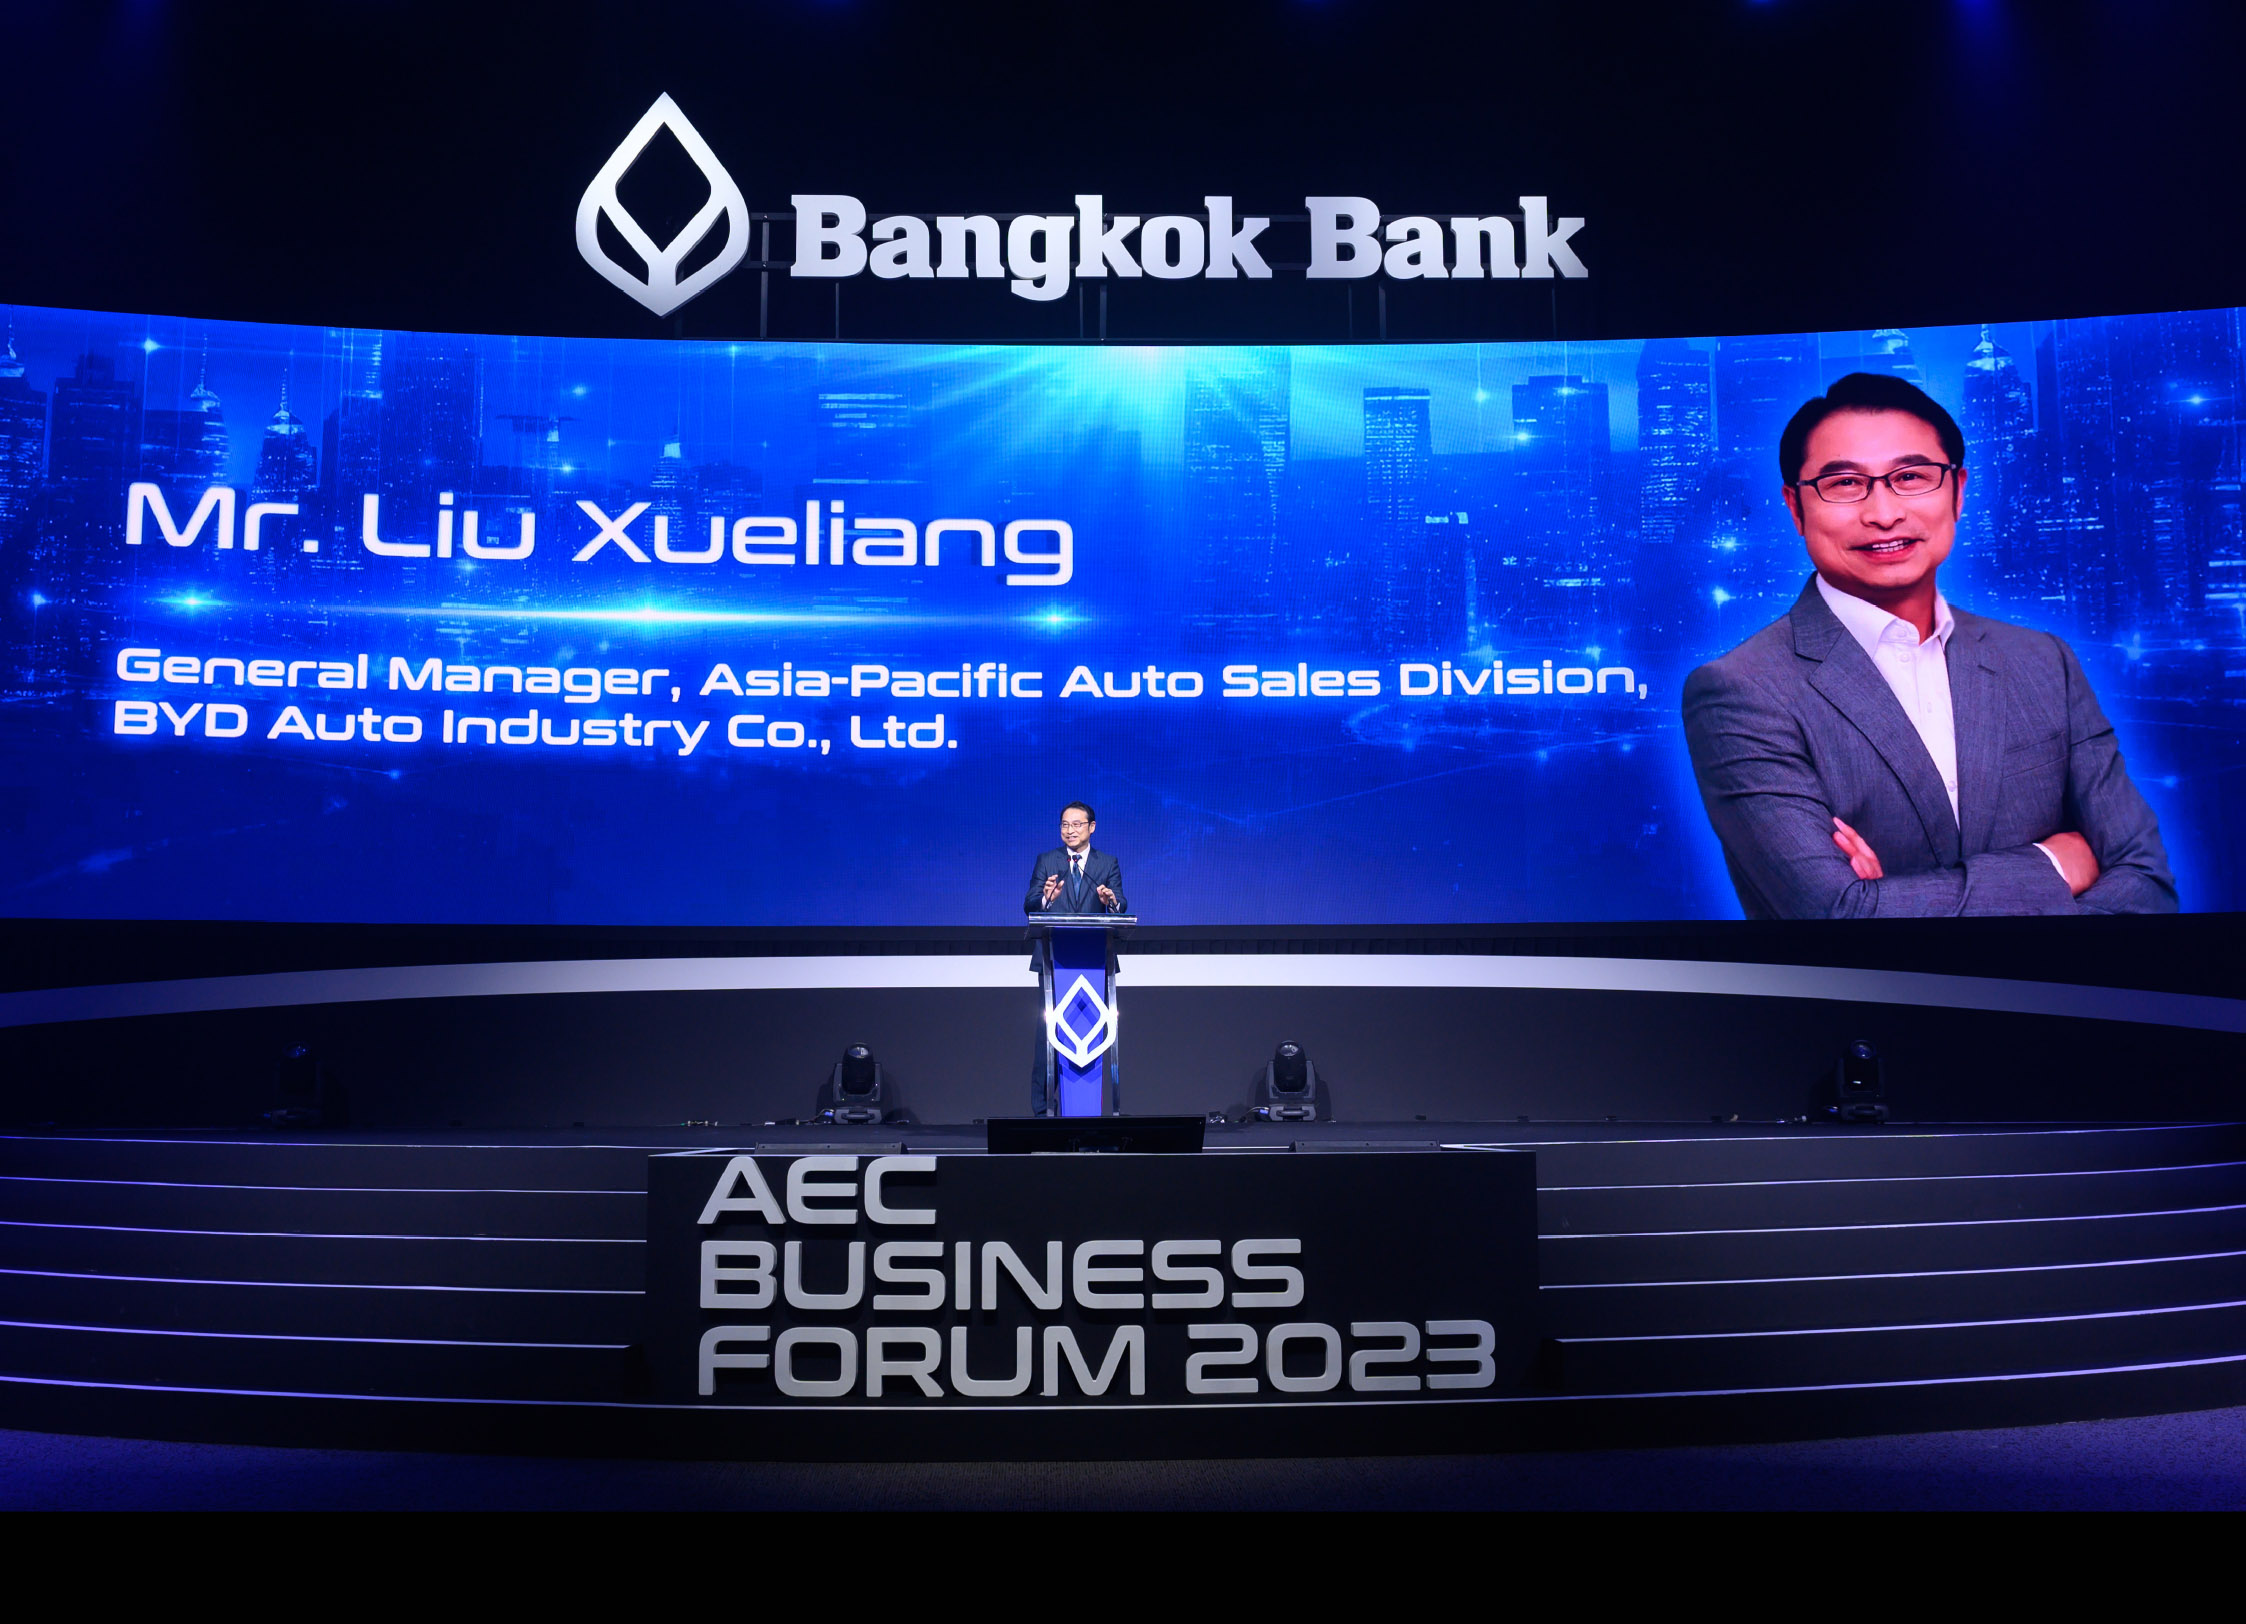 Bangkok Bank
Mr. Liu Xueliang
General Manager, Asia-Pacific Auto Sales Division,
BYD Auto Industry Co., Ltd.
AEC
BUSINESS
FORUM 2023